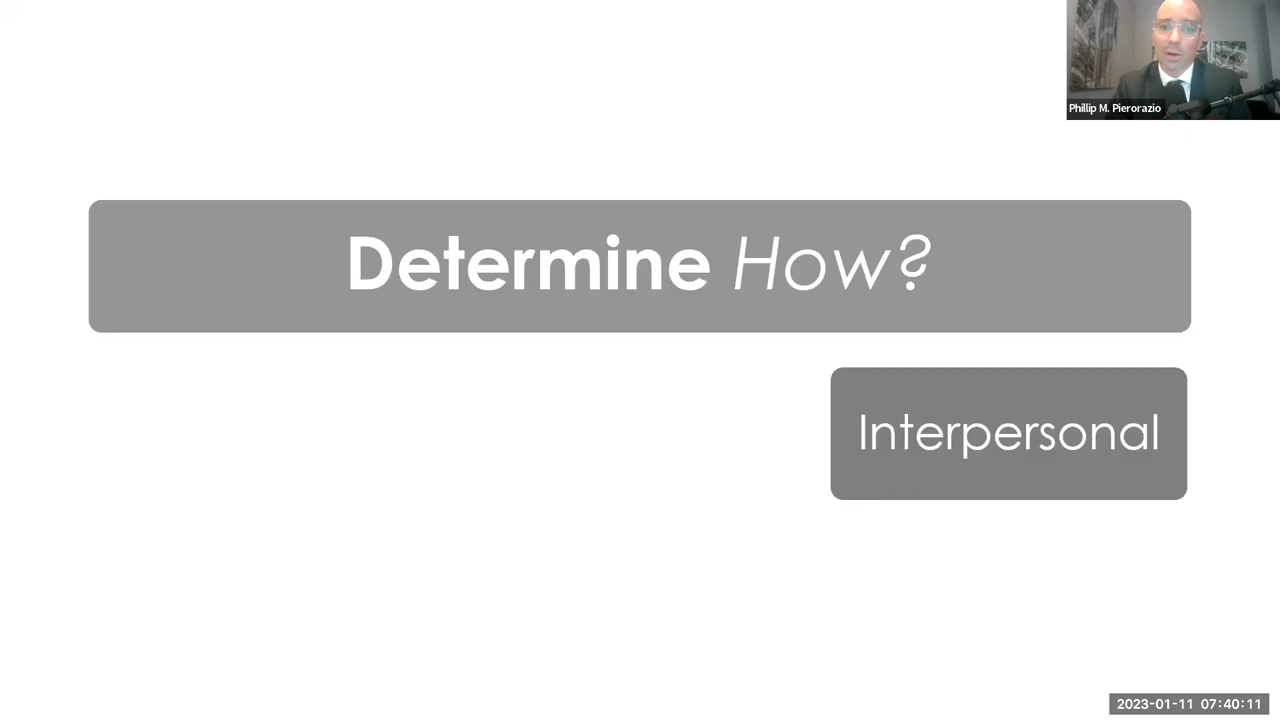 Phillip M. Pierorazio
Determine How?
Interpersonal
2023-01-11 07:40:11